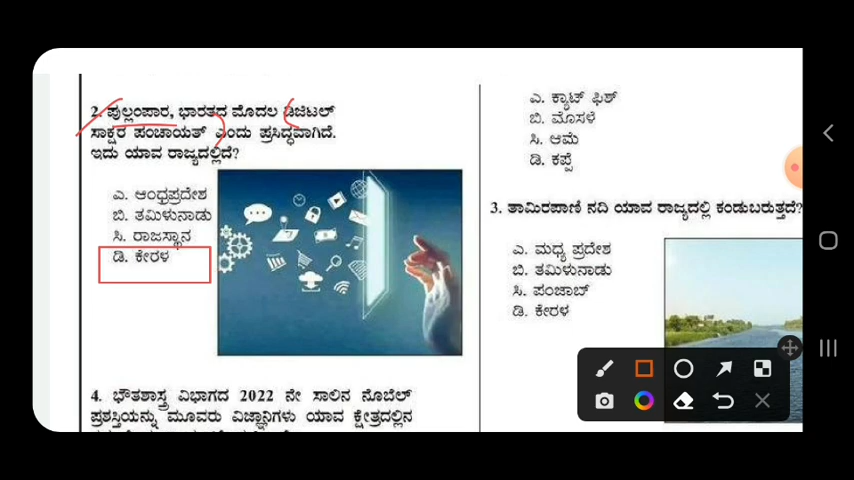 2. ಪುಲ್ಲಂಪಾರ, ಭಾರತದ ಮೊದಲ ಡಿಜಿಟಲ್
ಸಾಕ್ಷರ ಪಂಚಾಯತ್ ಎಂದು ಪ್ರಸಿದ್ಧವಾಗಿದೆ.
ಇದು ಯಾವ ರಾಜ್ಯದಲ್ಲಿದೆ?
ಎ. ಆಂಧ್ರಪ್ರದೇಶ
ಬಿ. ತಮಿಳುನಾಡು
ಸಿ. ರಾಜಸ್ಥಾನ
ಡಿ. ಕೇರಳ
4. ಭೌತಶಾಸ್ತ್ರ ವಿಭಾಗದ 2022 ನೇ ಸಾಲಿನ ನೊಬೆಲ್
ಪ್ರಶಸ್ತಿಯನ್ನು ಮೂವರು ವಿಜ್ಞಾನಿಗಳು ಯಾವ ಕ್ಷೇತ್ರದಲ್ಲಿನ
ಎ. ಕ್ಯಾಟ್ ಫಿಶ್
ಬಿ. ಮೊಸಳೆ
ಸಿ. ಆಮೆ
ಡಿ. ಕಪ್ಪೆ
3. ತಾಮಿರಪಾಣಿ ನದಿ ಯಾವ ರಾಜ್ಯದಲ್ಲಿ ಕಂಡುಬರುತ್ತದೆ?
ಎ. ಮಧ್ಯ ಪ್ರದೇಶ
ಬಿ. ತಮಿಳುನಾಡು
ಸಿ. ಪಂಜಾಬ್
ಡಿ. ಕೇರಳ